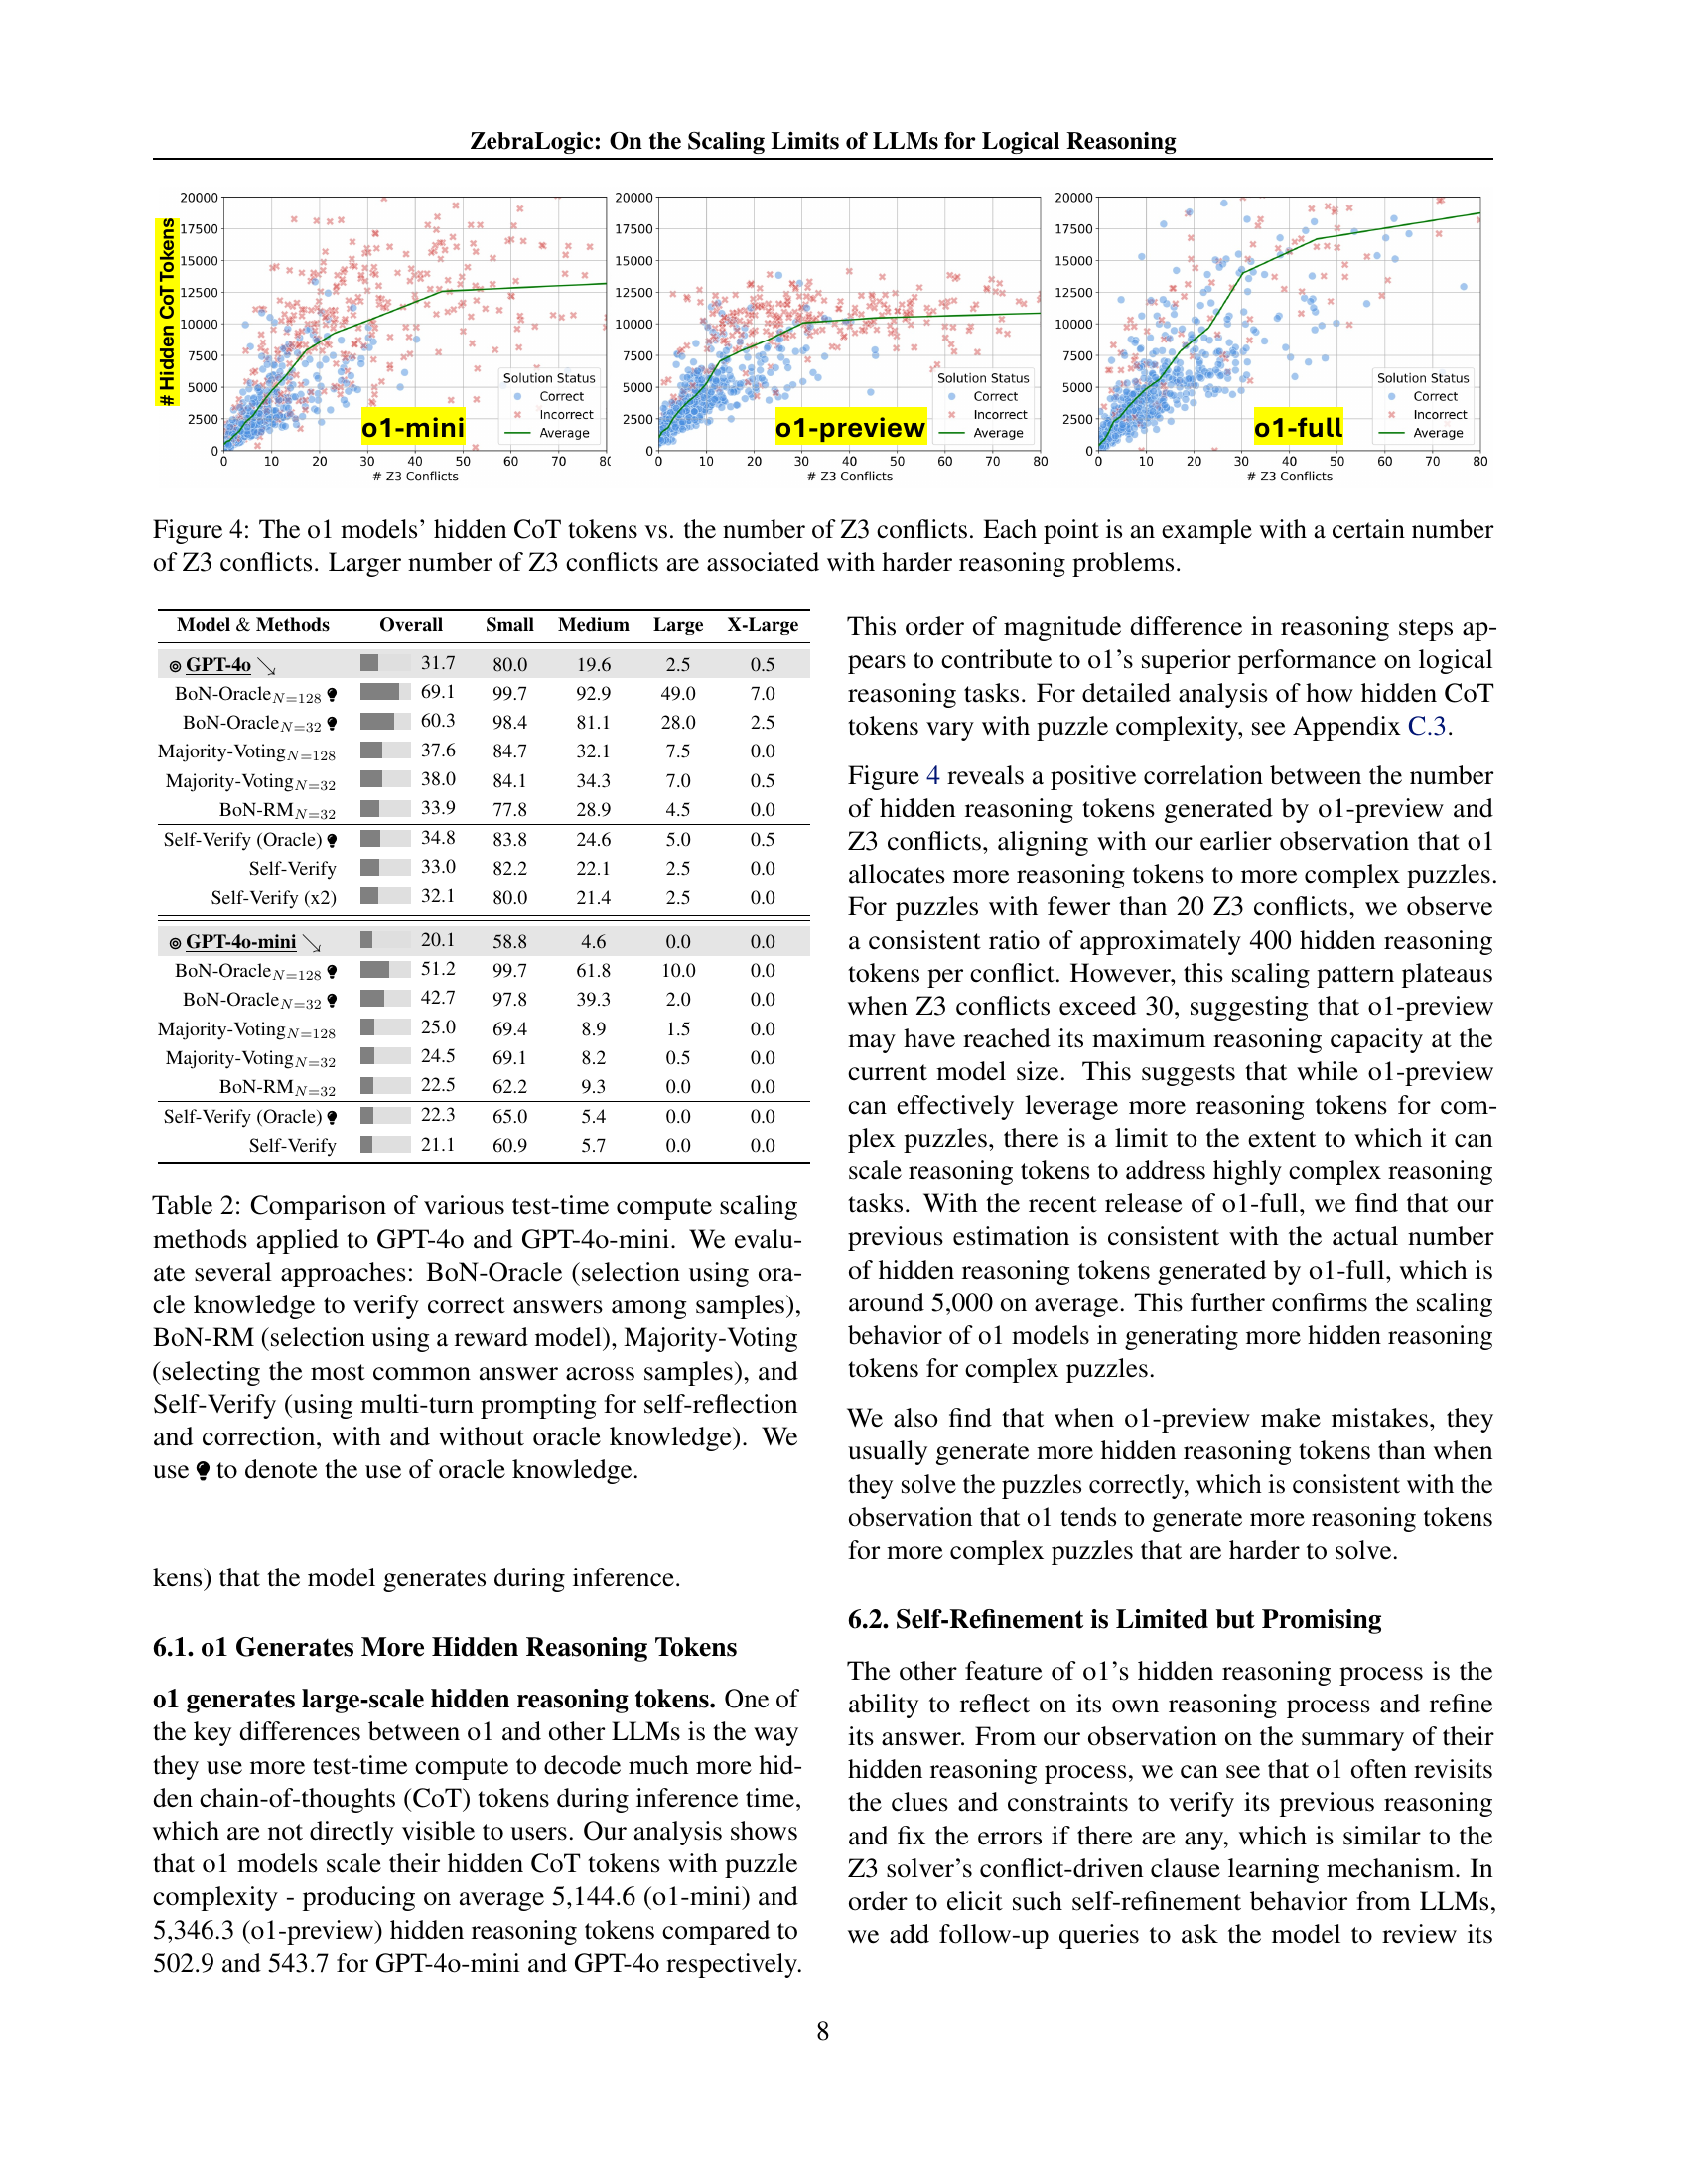 ZebraLogic: On the Scaling Limits of LLMs for Logical Reasoning
# Hidden CoT Tokens
20000
17500
15000
12500
10000
7500
5000
2500
0
0 10 20 30 40 50 60 70 80
# Z3 Conflicts
Solution Status
Correct
Incorrect
Average
o1-mini
20000
17500
15000
12500
10000
7500
5000
2500
0
0 10 20 30 40 50 60 70 80
# Z3 Conflicts
Solution Status
Correct
Incorrect
Average
o1-preview
20000
17500
15000
12500
10000
7500
5000
2500
0
0 10 20 30 40 50 60 70 80
# Z3 Conflicts
Solution Status
Correct
Incorrect
Average
o1-full
Figure 4: The o1 models' hidden CoT tokens vs. the number of Z3 conflicts. Each point is an example with a certain number
of Z3 conflicts. Larger number of Z3 conflicts are associated with harder reasoning problems.
Model & Methods Overall Small Medium Large X-Large
GPT-4o ↘ 31.7 80.0 19.6 2.5 0.5
BoN-Oracle N=128 69.1 99.7 92.9 49.0 7.0
BoN-Oracle N=32 60.3 98.4 81.1 28.0 2.5
Majority-Voting N=128 37.6 84.7 32.1 7.5 0.0
Majority-Voting N=32 38.0 84.1 34.3 7.0 0.5
BoN-RM N=32 33.9 77.8 28.9 4.5 0.0
Self-Verify (Oracle) 34.8 83.8 24.6 5.0 0.5
Self-Verify 33.0 82.2 22.1 2.5 0.0
Self-Verify (x2) 32.1 80.0 21.4 2.5 0.0
GPT-4o-mini ↘ 20.1 58.8 4.6 0.0 0.0
BoN-Oracle N=128 51.2 99.7 61.8 10.0 0.0
BoN-Oracle N=32 42.7 97.8 39.3 2.0 0.0
Majority-Voting N=128 25.0 69.4 8.9 1.5 0.0
Majority-Voting N=32 24.5 69.1 8.2 0.5 0.0
BoN-RM N=32 22.5 62.2 9.3 0.0 0.0
Self-Verify (Oracle) 22.3 65.0 5.4 0.0 0.0
Self-Verify 21.1 60.9 5.7 0.0 0.0
Table 2: Comparison of various test-time compute scaling
methods applied to GPT-4o and GPT-4o-mini. We evalu-
ate several approaches: BoN-Oracle (selection using ora-
cle knowledge to verify correct answers among samples),
BoN-RM (selection using a reward model), Majority-Voting
(selecting the most common answer across samples), and
Self-Verify (using multi-turn prompting for self-reflection
and correction, with and without oracle knowledge). We
use to denote the use of oracle knowledge.
kens) that the model generates during inference.
6.1. o1 Generates More Hidden Reasoning Tokens
o1 generates large-scale hidden reasoning tokens. One of
the key differences between o1 and other LLMs is the way
they use more test-time compute to decode much more hid-
den chain-of-thoughts (CoT) tokens during inference time,
which are not directly visible to users. Our analysis shows
that o1 models scale their hidden CoT tokens with puzzle
complexity - producing on average 5,144.6 (o1-mini) and
5,346.3 (o1-preview) hidden reasoning tokens compared to
502.9 and 543.7 for GPT-4o-mini and GPT-4o respectively.
This order of magnitude difference in reasoning steps ap-
pears to contribute to o1's superior performance on logical
reasoning tasks. For detailed analysis of how hidden CoT
tokens vary with puzzle complexity, see Appendix C.3.
Figure 4 reveals a positive correlation between the number
of hidden reasoning tokens generated by o1-preview and
Z3 conflicts, aligning with our earlier observation that o1
allocates more reasoning tokens to more complex puzzles.
For puzzles with fewer than 20 Z3 conflicts, we observe
a consistent ratio of approximately 400 hidden reasoning
tokens per conflict. However, this scaling pattern plateaus
when Z3 conflicts exceed 30, suggesting that o1-preview
may have reached its maximum reasoning capacity at the
current model size. This suggests that while o1-preview
can effectively leverage more reasoning tokens for com-
plex puzzles, there is a limit to the extent to which it can
scale reasoning tokens to address highly complex reasoning
tasks. With the recent release of o1-full, we find that our
previous estimation is consistent with the actual number
of hidden reasoning tokens generated by o1-full, which is
around 5,000 on average. This further confirms the scaling
behavior of o1 models in generating more hidden reasoning
tokens for complex puzzles.
We also find that when o1-preview make mistakes, they
usually generate more hidden reasoning tokens than when
they solve the puzzles correctly, which is consistent with the
observation that o1 tends to generate more reasoning tokens
for more complex puzzles that are harder to solve.
6.2. Self-Refinement is Limited but Promising
The other feature of o1's hidden reasoning process is the
ability to reflect on its own reasoning process and refine
its answer. From our observation on the summary of their
hidden reasoning process, we can see that o1 often revisits
the clues and constraints to verify its previous reasoning
and fix the errors if there are any, which is similar to the
Z3 solver's conflict-driven clause learning mechanism. In
order to elicit such self-refinement behavior from LLMs,
we add follow-up queries to ask the model to review its
8